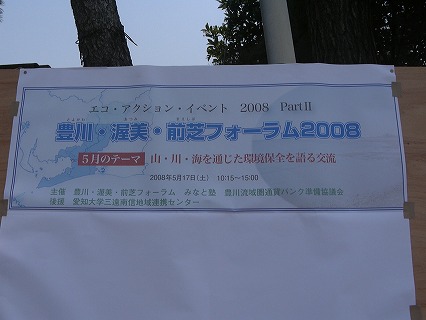 エコ・アクション・イベント 2008 PartⅡ
豊川・渥美・前芝フォーラム2008
5月のテーマ 山・川・海を通じた環境保全を語る交流
2008年5月17日(土) 10:15~15:00
主催 豊川・渥美・前芝フォーラム みなと塾 豊川流域圏通貨バンク準備協議会
後援 愛知大学三遠南信地域連携センター